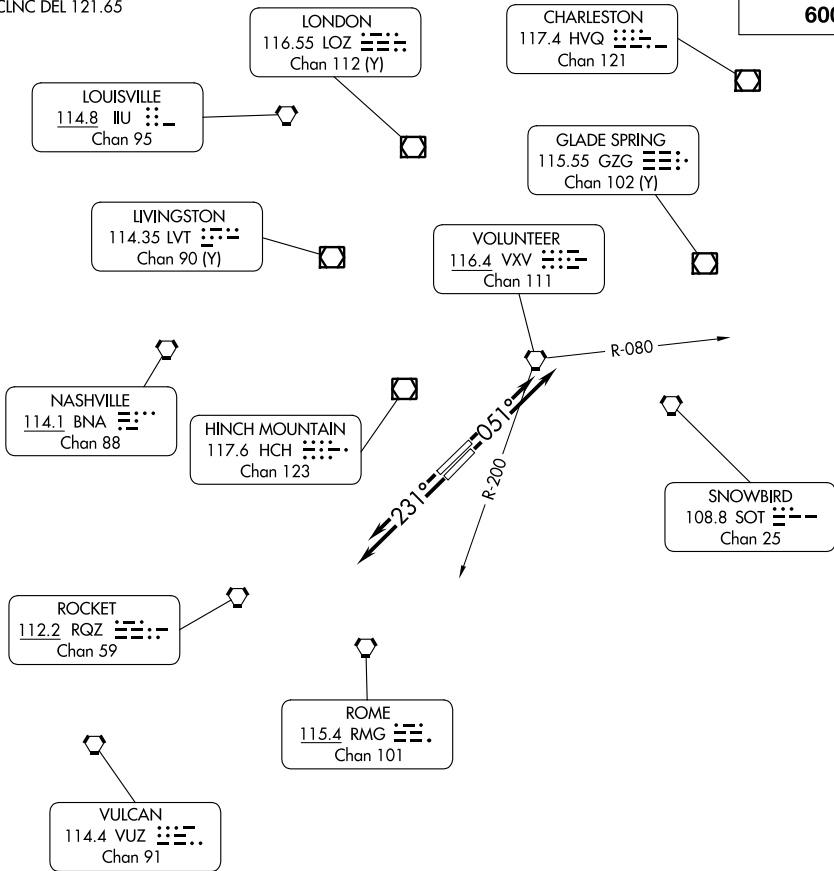 CLNC DEL 121.65
600
LONDON
116.55 LOZ
Chan 112 (Y)
CHARLESTON
117.4 HVQ
Chan 121
LOUISVILLE
114.8 IIU
Chan 95
GLADE SPRING
115.55 GZG
Chan 102 (Y)
LIVINGSTON
114.35 LVT
Chan 90 (Y)
VOLUNTEER
116.4 VXV
Chan 111
R-080
NASHVILLE
114.1 BNA
Chan 88
HINCH MOUNTAIN
117.6 HCH
Chan 123
051°
231°
R-200
SNOWBIRD
108.8 SOT
Chan 25
ROCKET
112.2 RQZ
Chan 59
ROME
115.4 RMG
Chan 101
VULCAN
114.4 VUZ
Chan 91